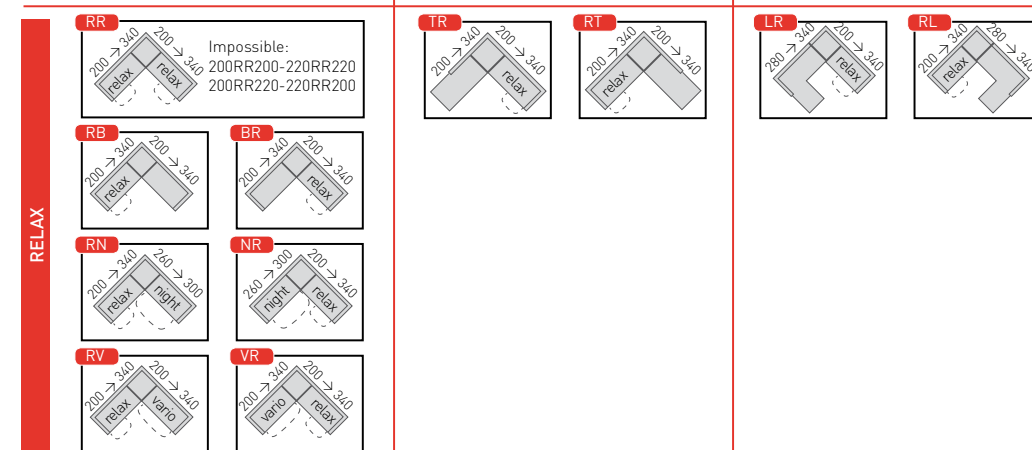 RELAX
RR
200 → 340
200 → 340
relax
relax
Impossible:
200RR200-220RR220
200RR220-220RR200
TR
200 → 340
200 → 340
relax
RT
200 → 340
200 → 340
relax
LR
280 → 340
200 → 340
relax
RL
200 → 340
280 → 340
relax
RB
200 → 340
200 → 340
relax
BR
200 → 340
200 → 340
relax
RN
200 → 340
260 → 300
relax
night
NR
260 → 300
200 → 340
night
relax
RV
200 → 340
200 → 340
relax
vario
VR
200 → 340
200 → 340
vario
relax